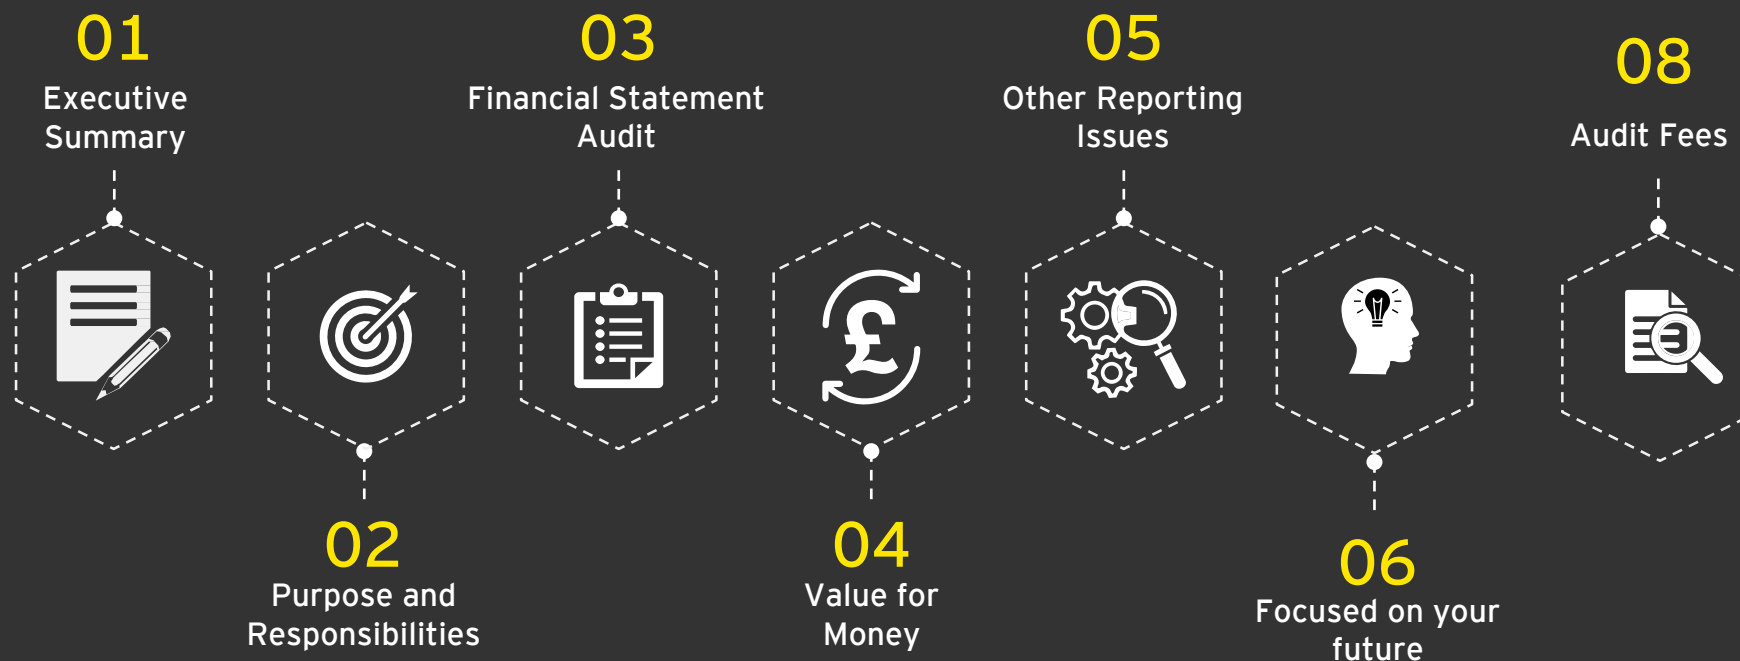 01
Executive
Summary
02
Purpose and
Responsibilities
03
Financial Statement
Audit
04
Value for
Money
05
Other Reporting
Issues
06
Focused on your
future
08
Audit Fees